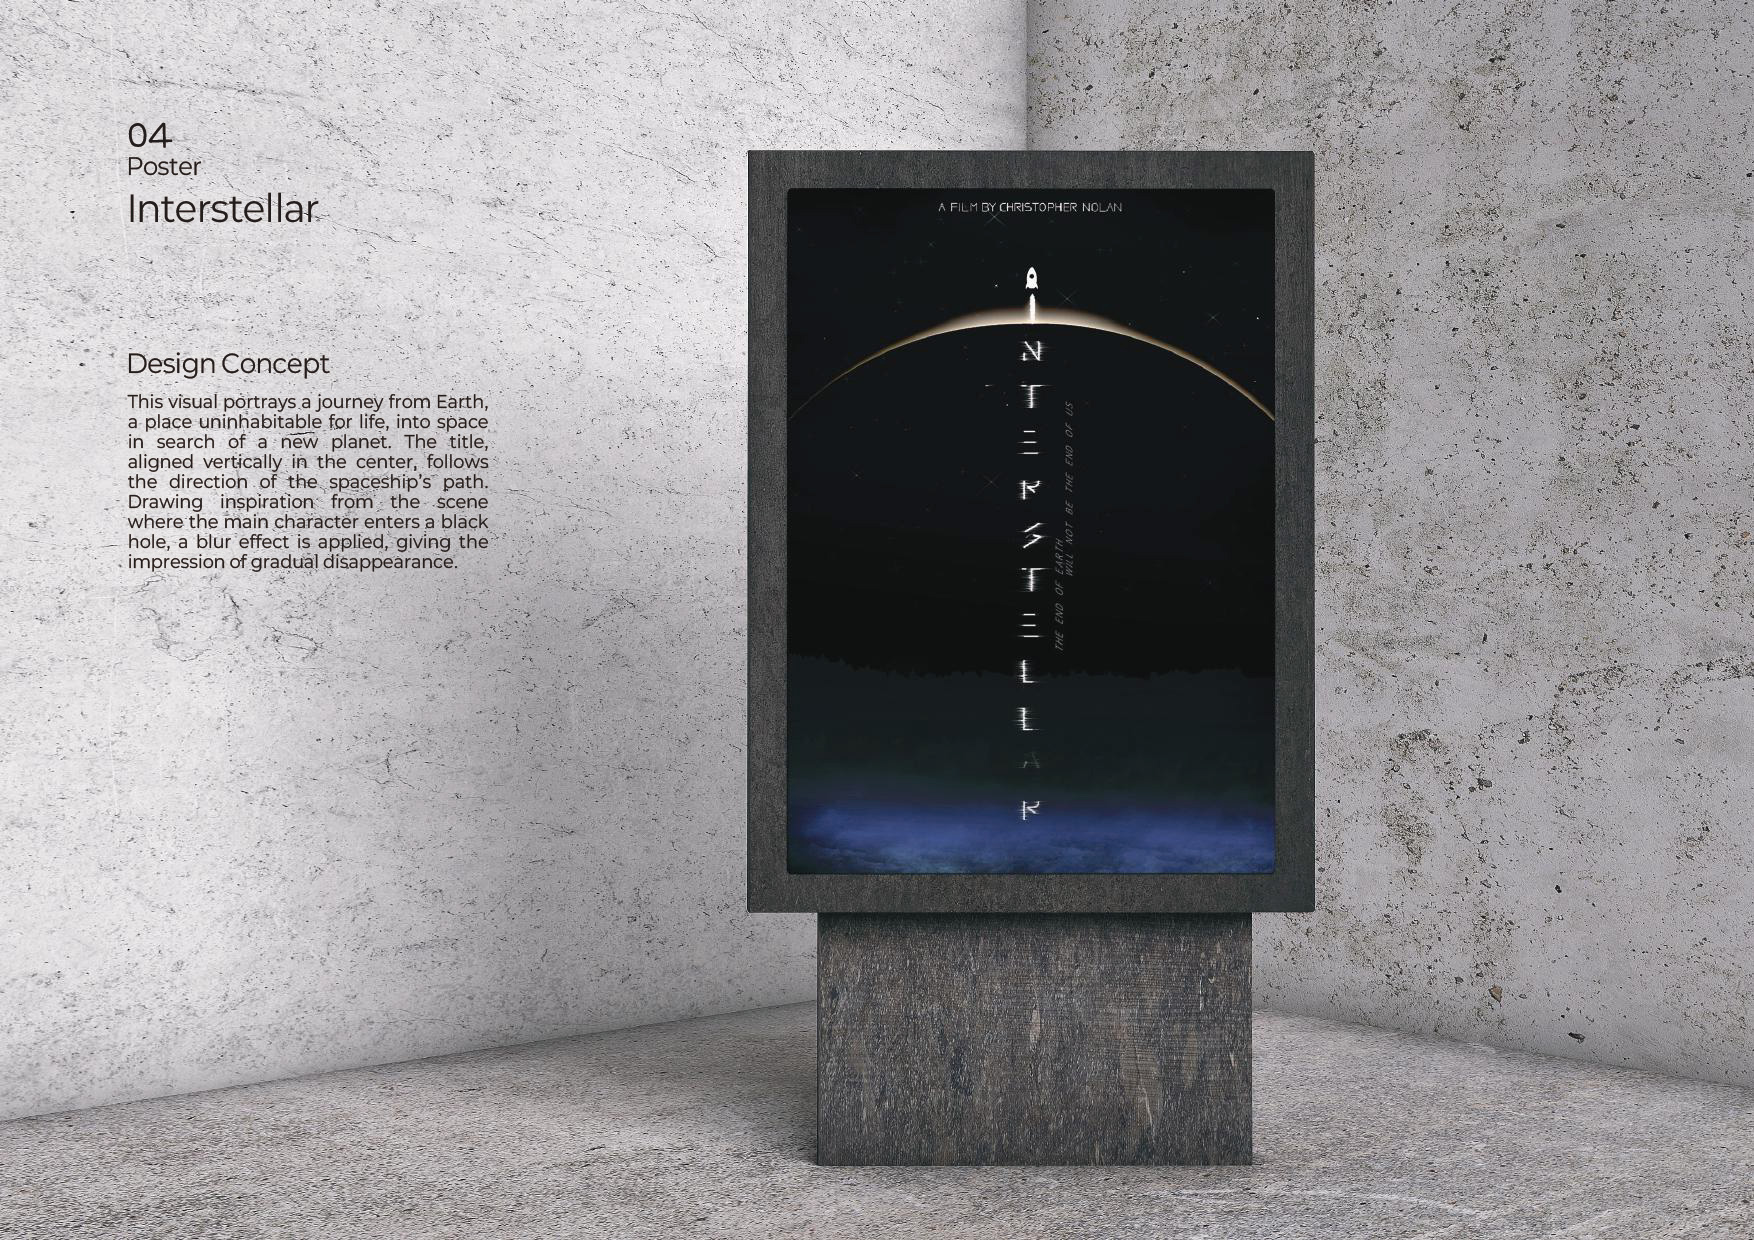 04
Poster
Interstellar
Design Concept
This visual portrays a journey from Earth,
a place uninhabitable for life, into space
in search of a new planet. The title,
aligned vertically in the center, follows
the direction of the spaceship's path.
Drawing inspiration from the scene
where the main character enters a black
hole, a blur effect is applied, giving the
impression of gradual disappearance.
A FILM BY CHRISTOPHER NOLAN
N
T
E
R
S
T
E
L
L
A
R
THE END OF EARTH
WILL NOT BE THE END OF US